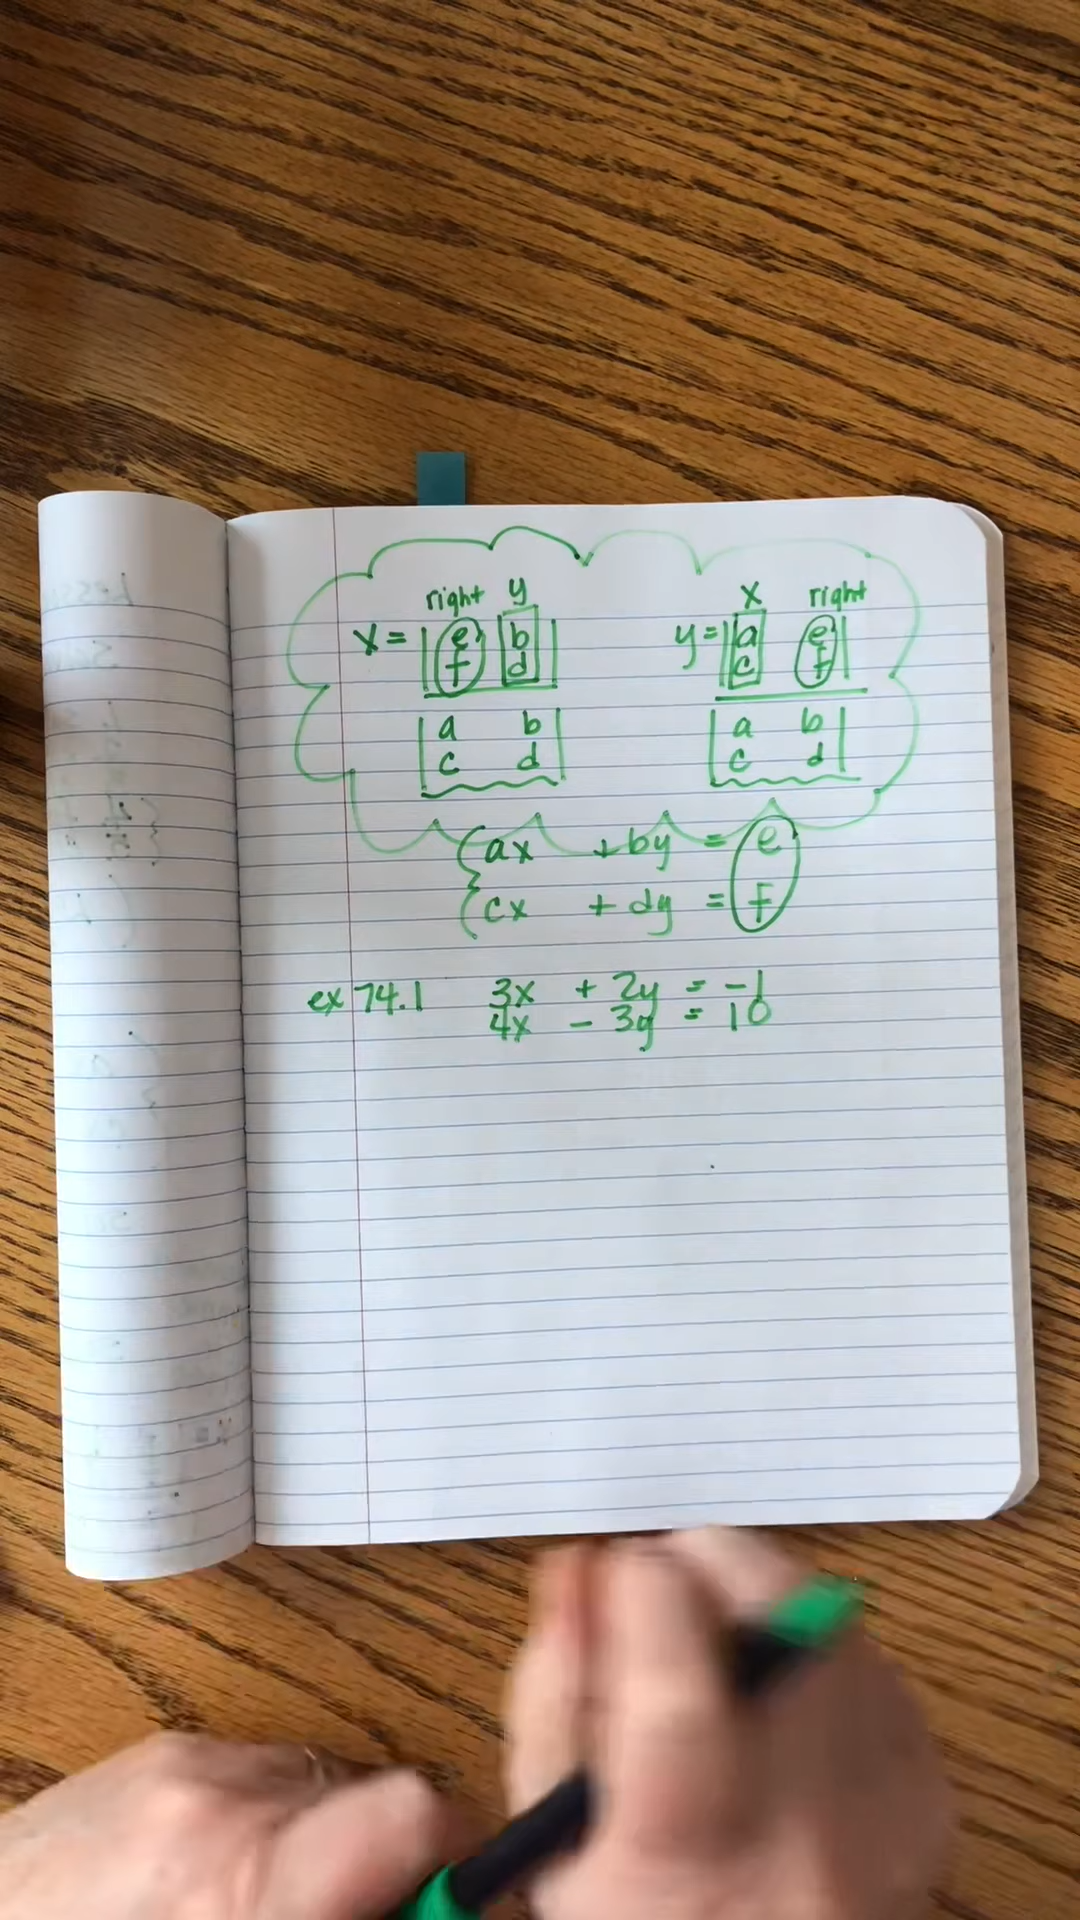 right y x right
x = |e b| y = |a e|
|f d| |c f|
|a b| |a b|
|c d| |c d|
{ax + by = e
{cx + dy = f
ex 74.1 3x + 2y = -1
4x - 3y = 10